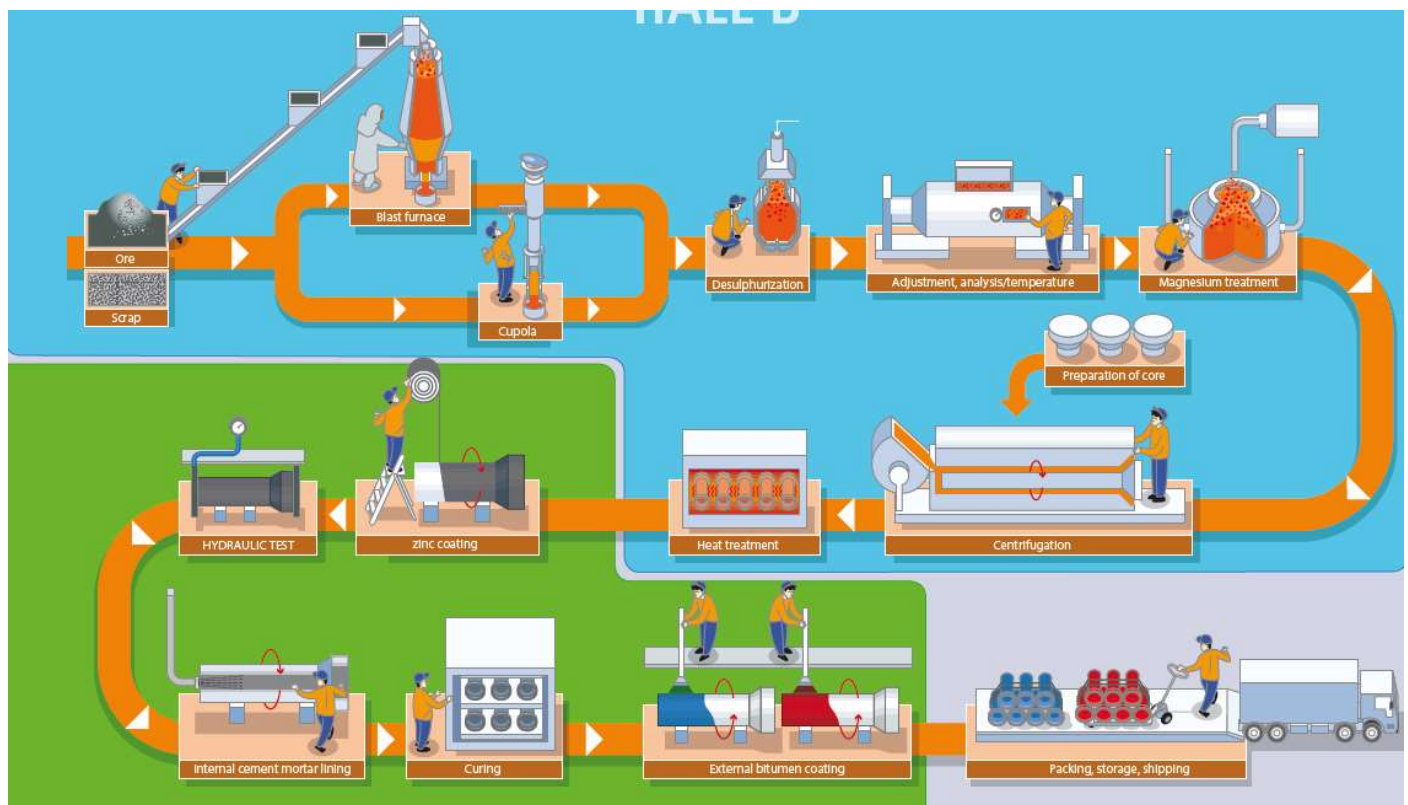 HALL B
Blast furnace
Ore
Scrap
Cupola
Desulphurization
Adjustment, analysis/temperature
Magnesium treatment
Preparation of core
HYDRAULIC TEST
zinc coating
Heat treatment
Centrifugation
Internal cement mortar lining
Curing
External bitumen coating
Packing, storage, shipping